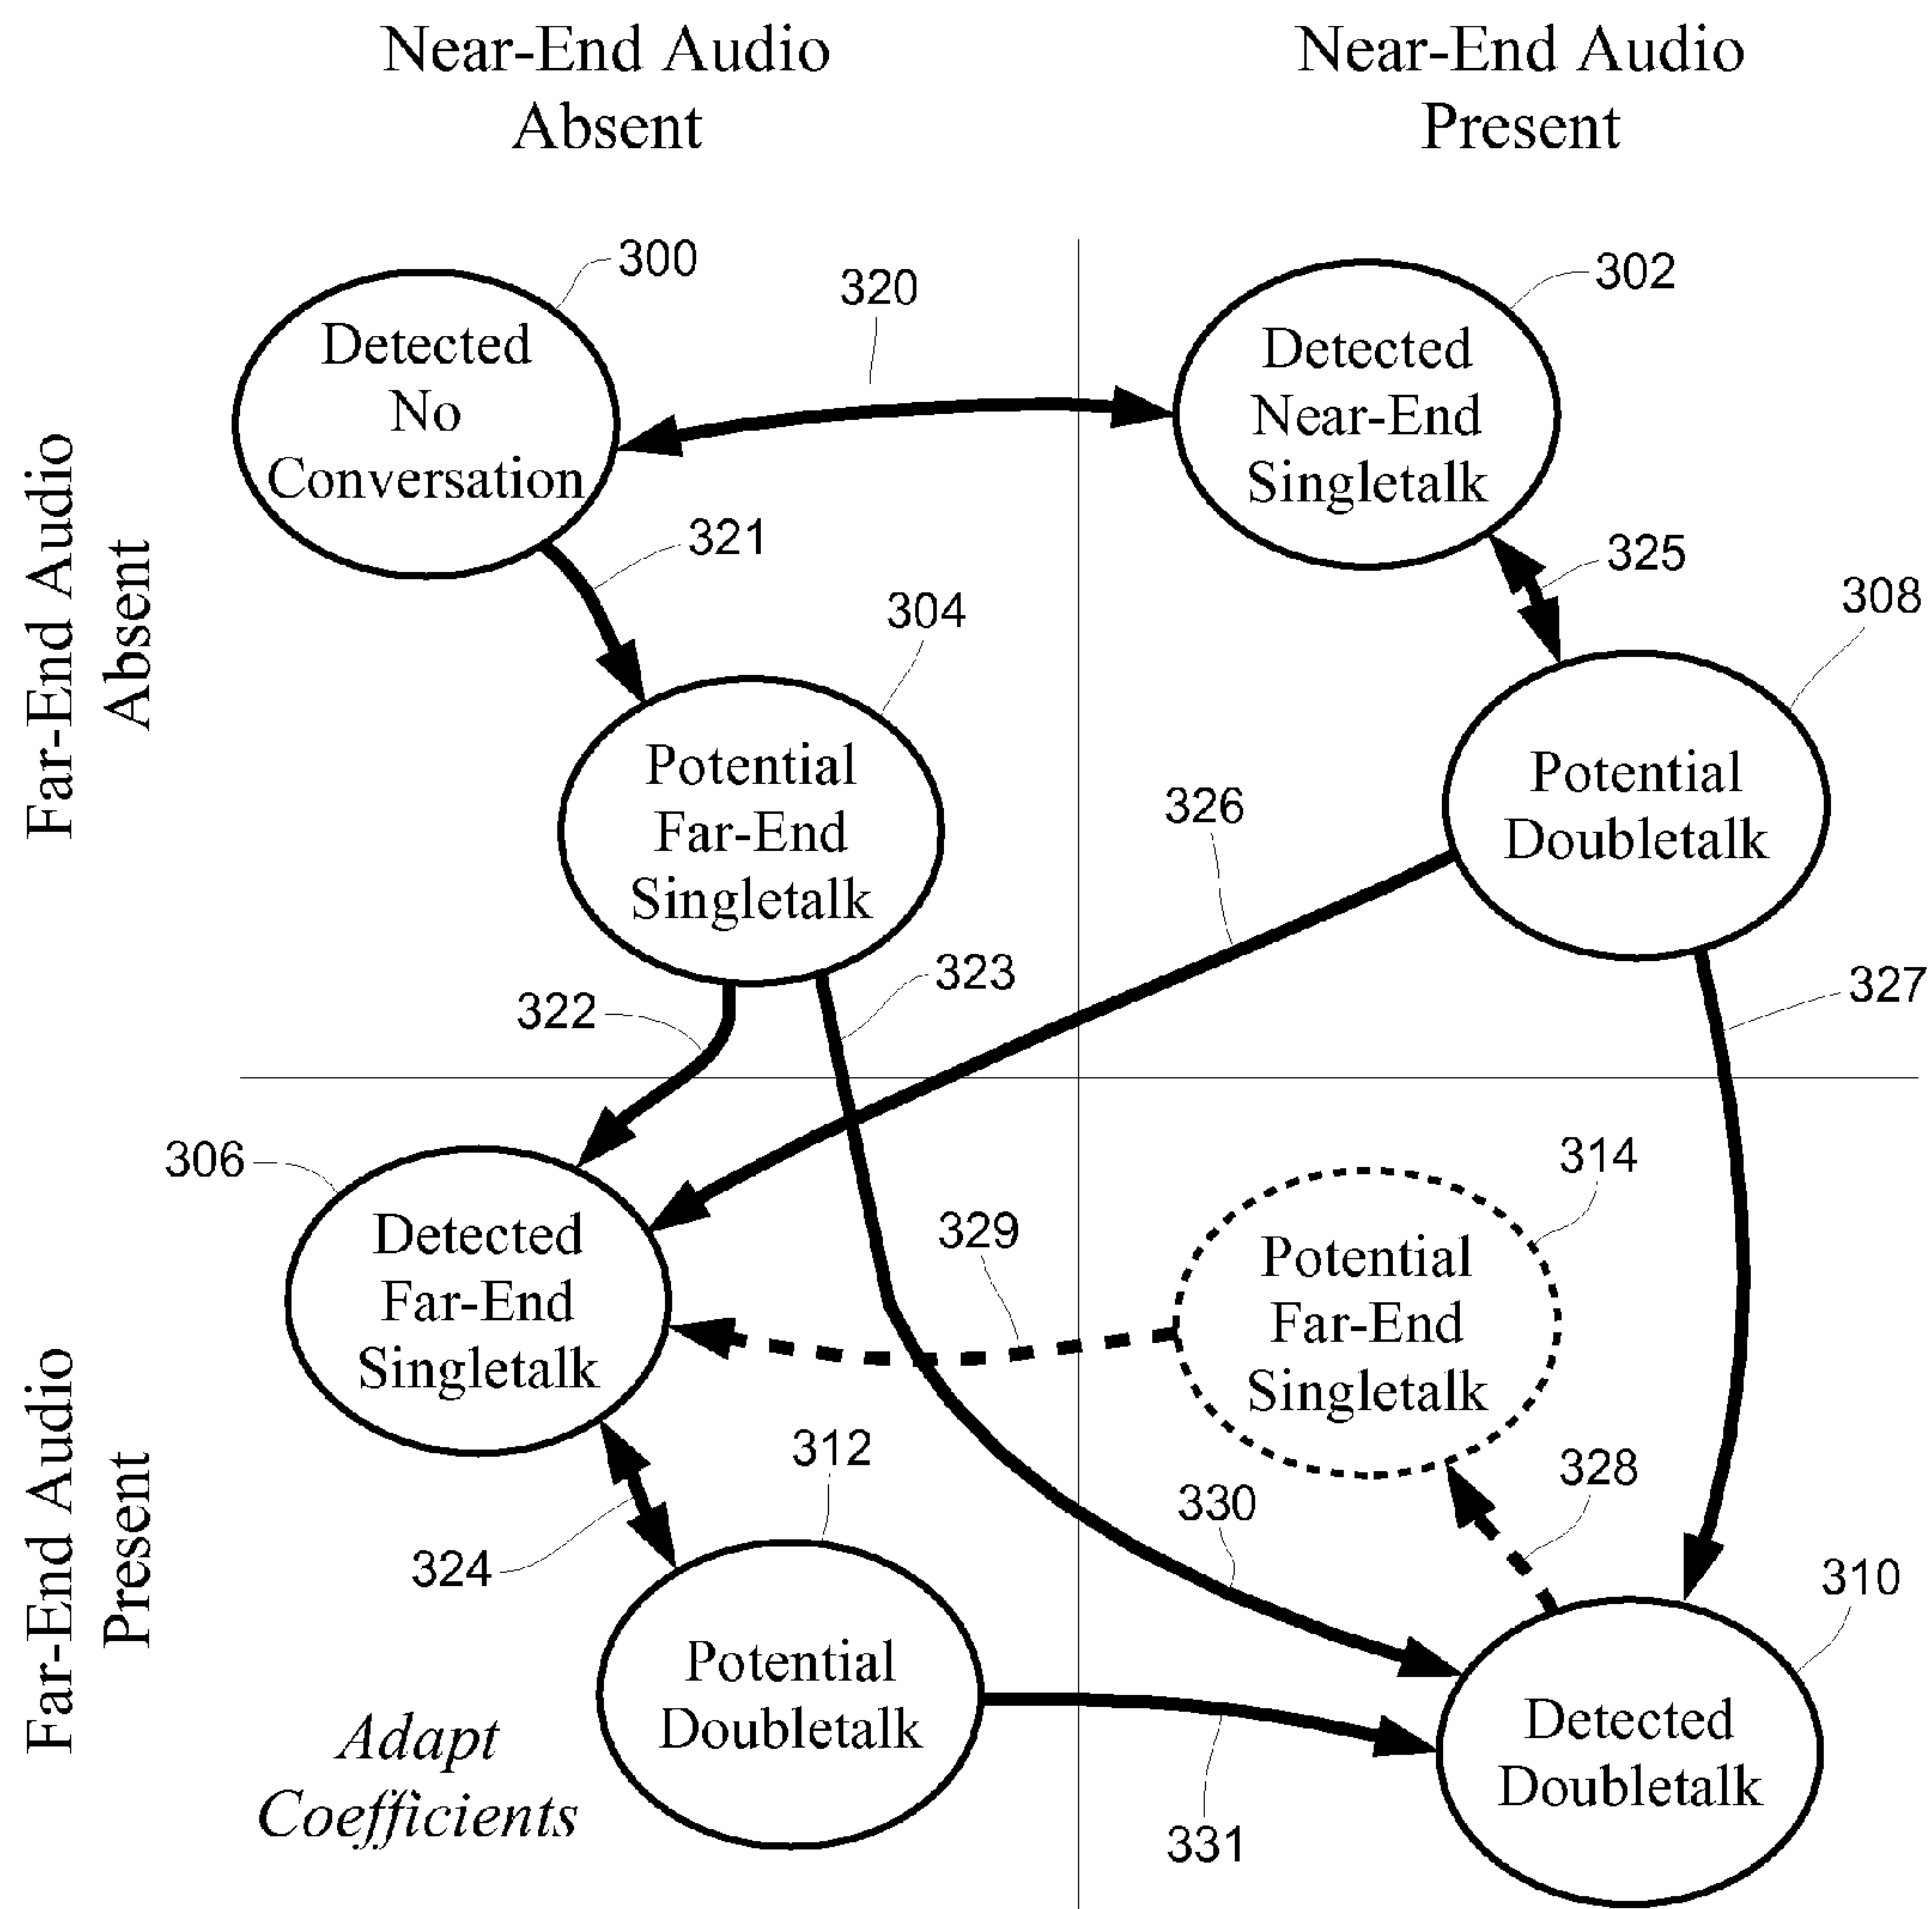 Near-End Audio
Absent
Near-End Audio
Present
Far-End Audio
Absent
Far-End Audio
Present
300
Detected
No
Conversation
320
302
Detected
Near-End
Singletalk
321
325
304
Potential
Far-End
Singletalk
308
Potential
Doubletalk
326
322
323
327
306
Detected
Far-End
Singletalk
329
314
Potential
Far-End
Singletalk
324
312
Potential
Doubletalk
330
328
310
Detected
Doubletalk
331
Adapt
Coefficients